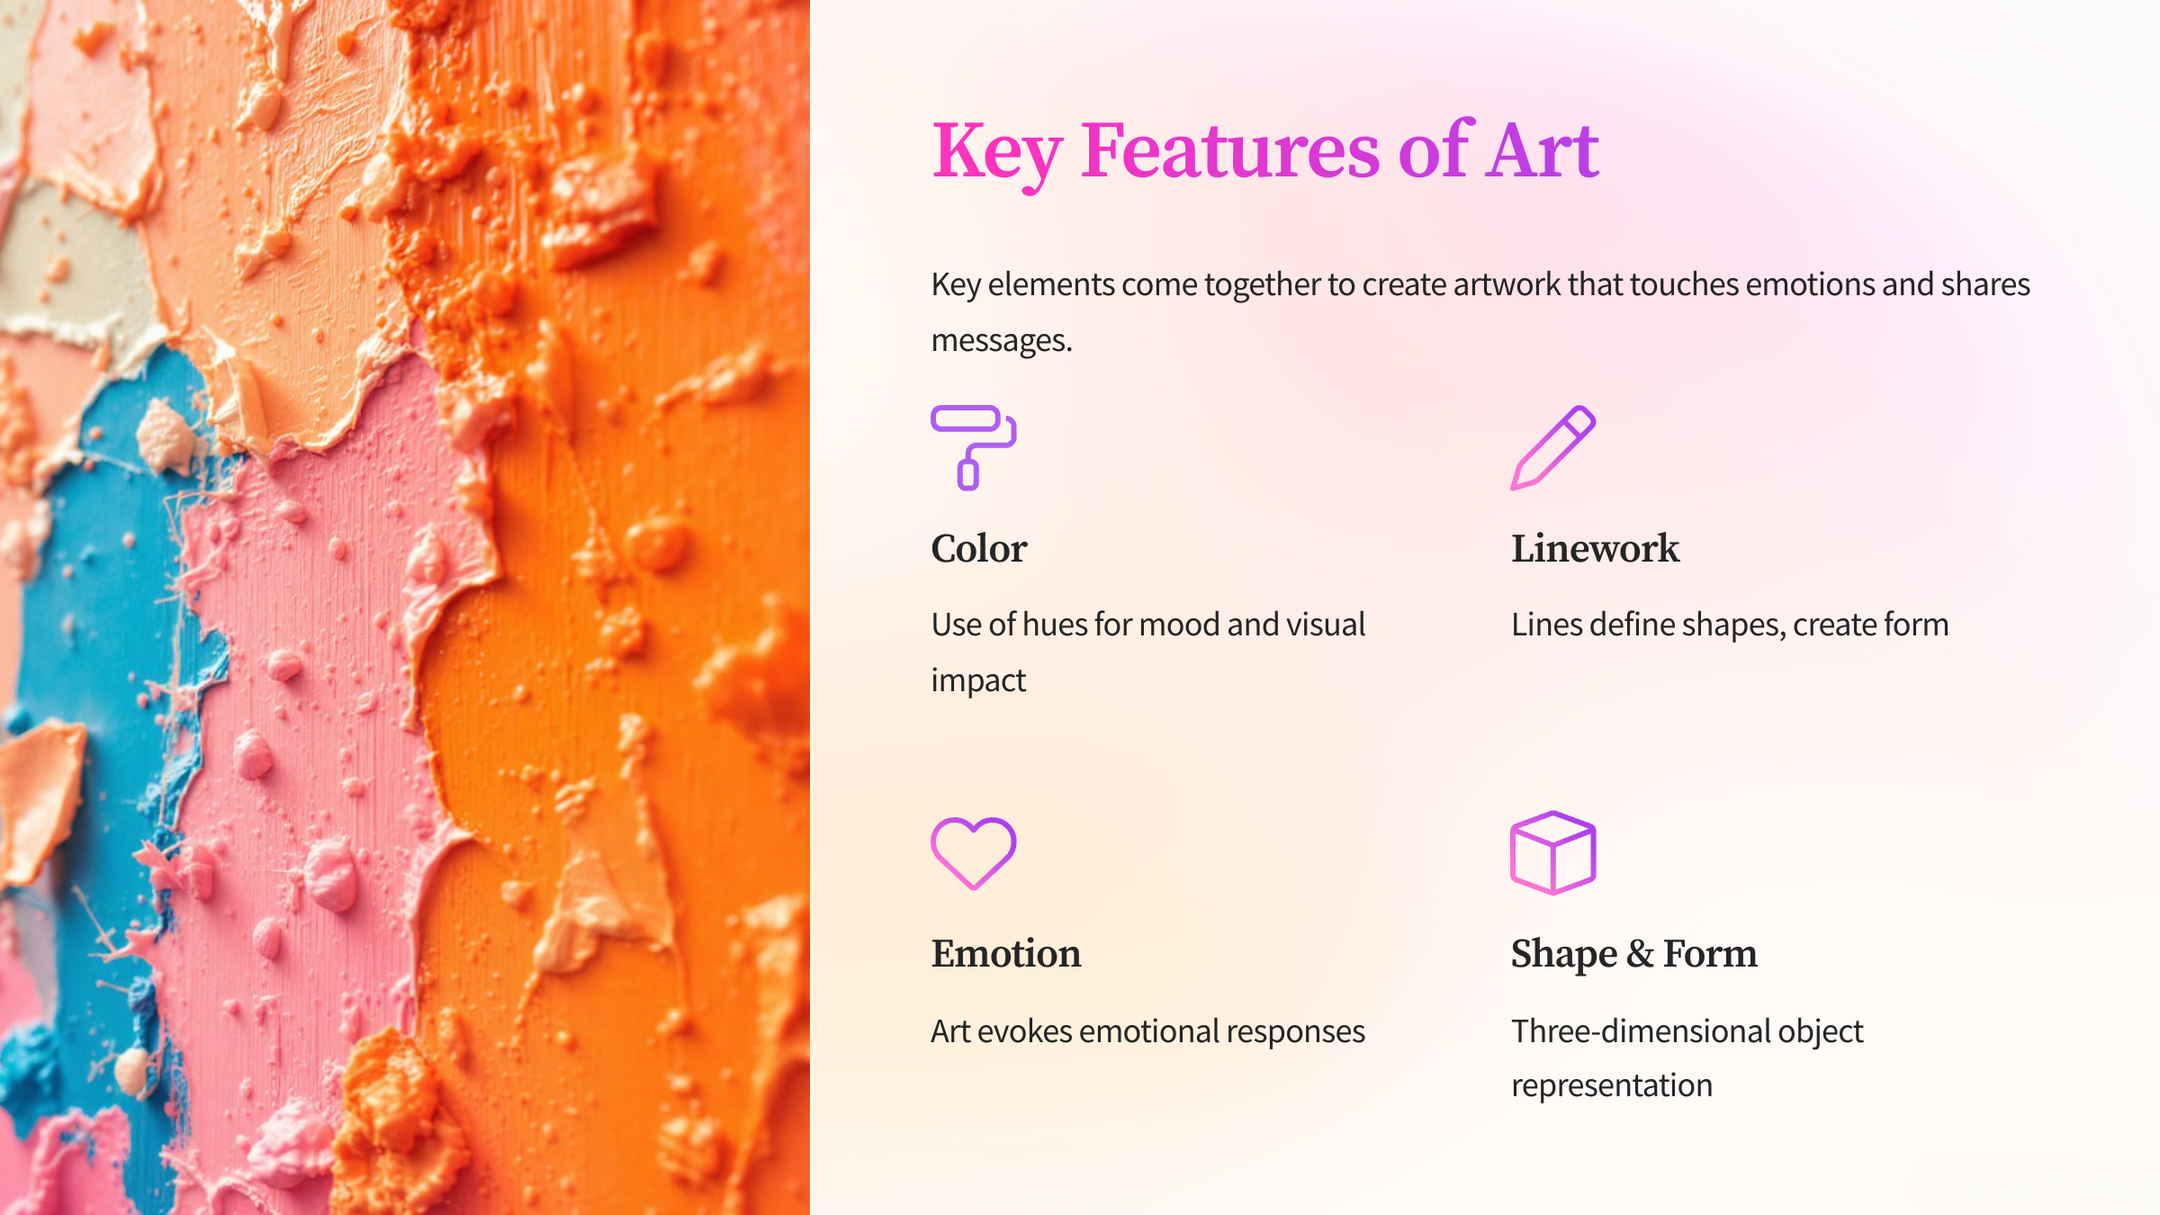 Key Features of Art
Key elements come together to create artwork that touches emotions and shares
messages.
Color
Use of hues for mood and visual
impact
Linework
Lines define shapes, create form
Emotion
Art evokes emotional responses
Shape & Form
Three-dimensional object
representation